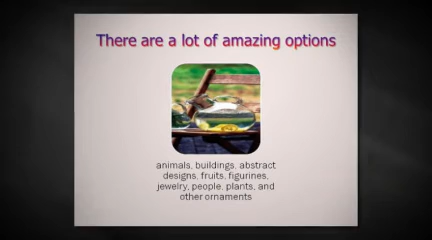 There are a lot of amazing options
animals, buildings, abstract
designs, fruits, figurines,
jewelry, people, plants, and
other ornaments